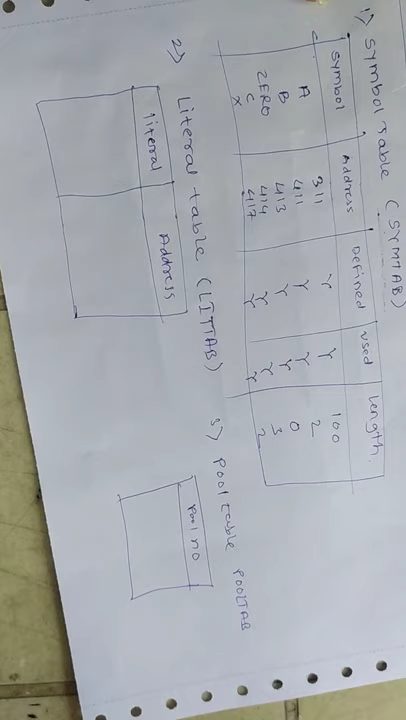 1) Symbol Table (SYMTAB)
Symbol Address Defined Used Length.
A 311 Y Y 100
B 411 Y Y 2
ZERO 413 Y Y 0
C 414 Y Y 3
X 417 Y Y 2
2) Literal table (LITTAB)
literal Address
3) Pool table POOLTAB
Pool no